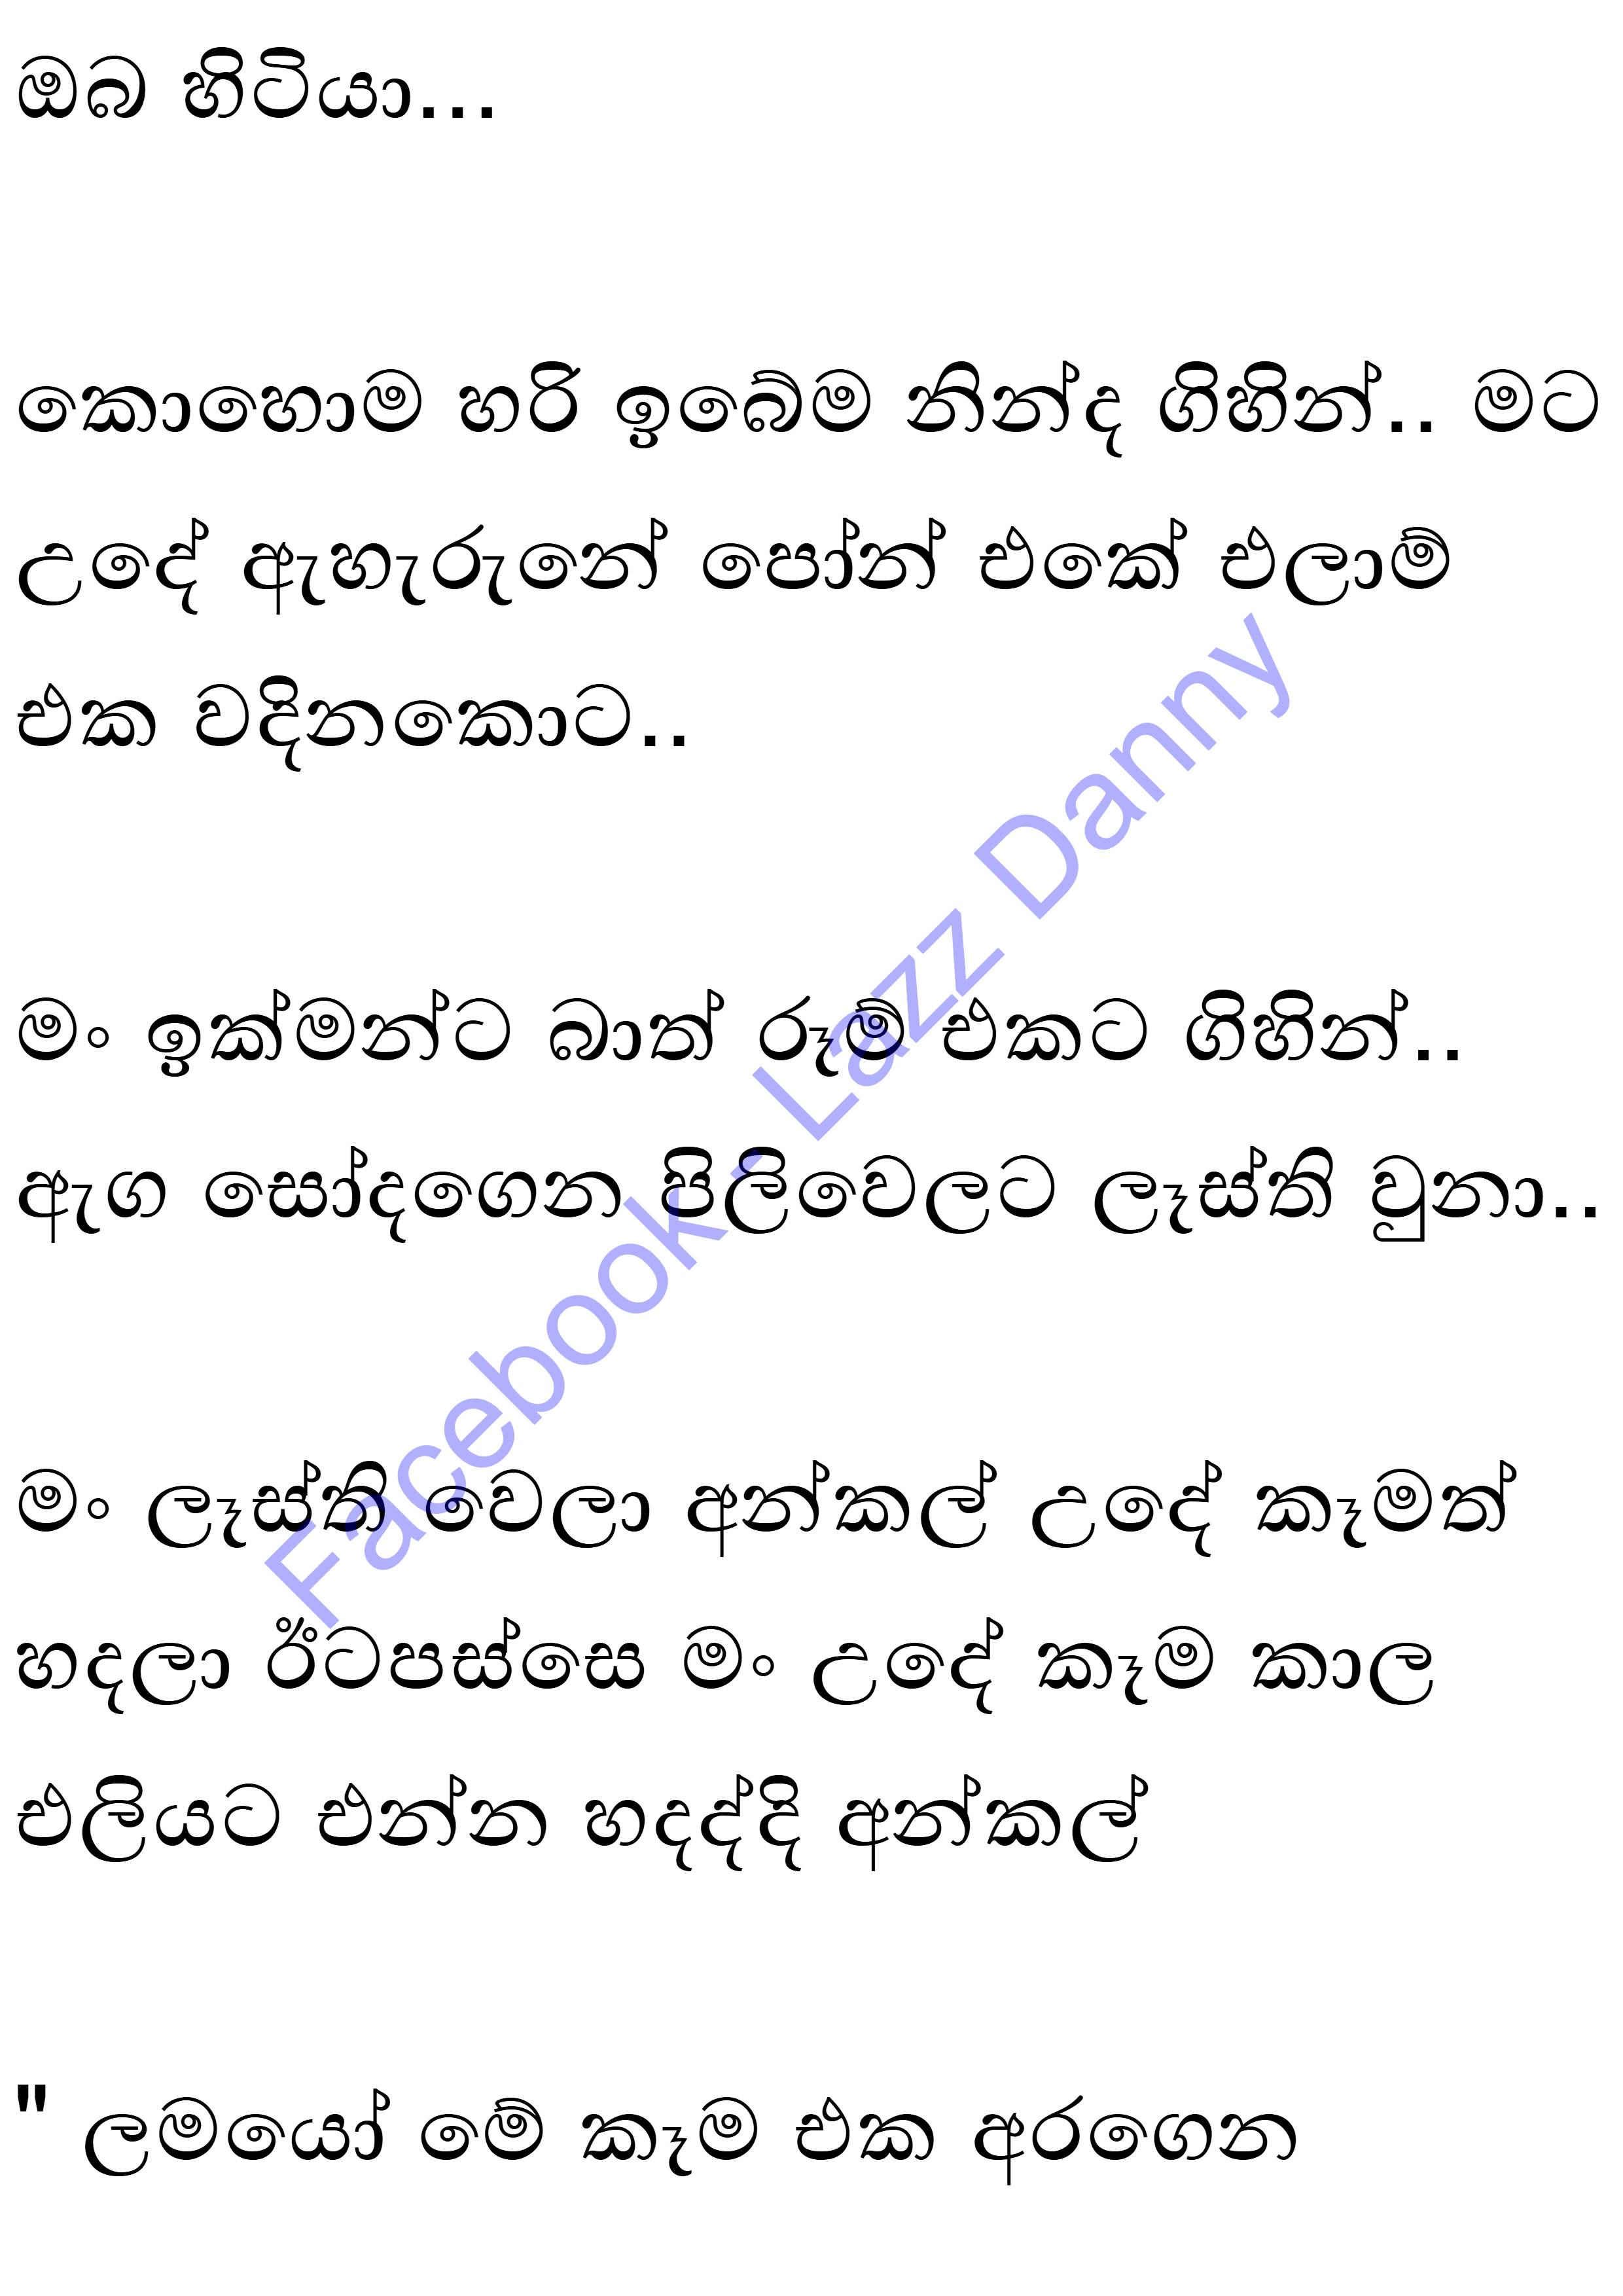 ඔබ හිටියා...
කොහොම හරි ඉබේම නින්ද ගිහින්.. මට
උදේ ඇහැරුනේ පෝන් එකේ එලාම්
එක වදිනකොට..
මං ඉක්මන්ට බාත් රූම් එකට ගිහින්..
ඇග සෝදගෙන පිලිවෙලට ලෑස්ති වුනා..
මං ලෑස්ති වෙලා අන්කල් උදේ කෑමත්
හදලා ඊටපස්සෙ මං උදේ කෑම කාල
එලියට එන්න හදද්දි අන්කල්
" ලමයෝ මේ කෑම එක අරගෙන
Facebook - Lazz Danny